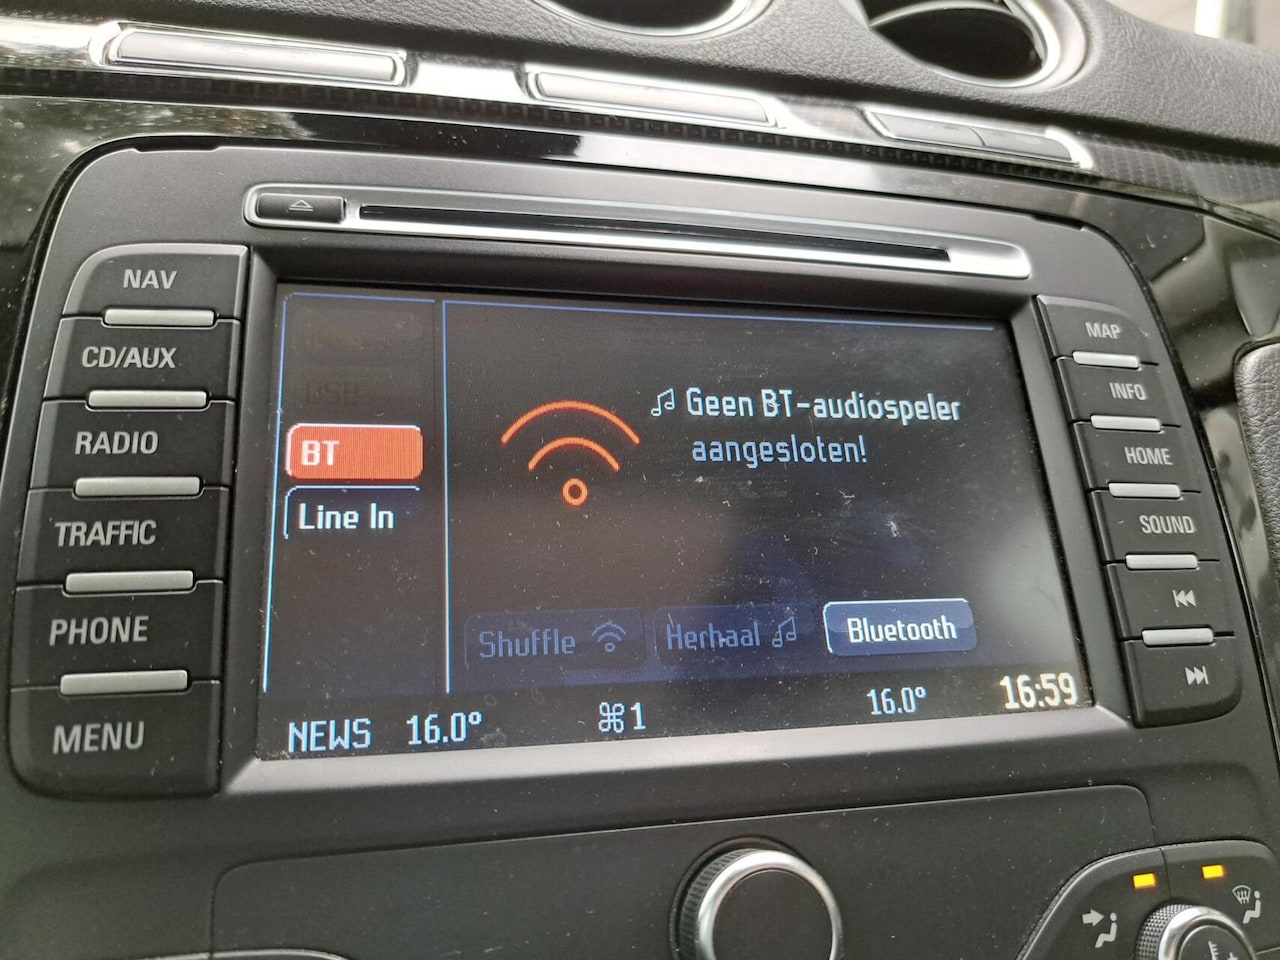 NAV
CD/AUX
RADIO
TRAFFIC
PHONE
MENU
USB
BT
Line In
Geen BT-audiospeler
aangesloten!
Shuffle
Herhaal
Bluetooth
NEWS 16.0° ⌘1 16.0° 16:59
MAP
INFO
HOME
SOUND